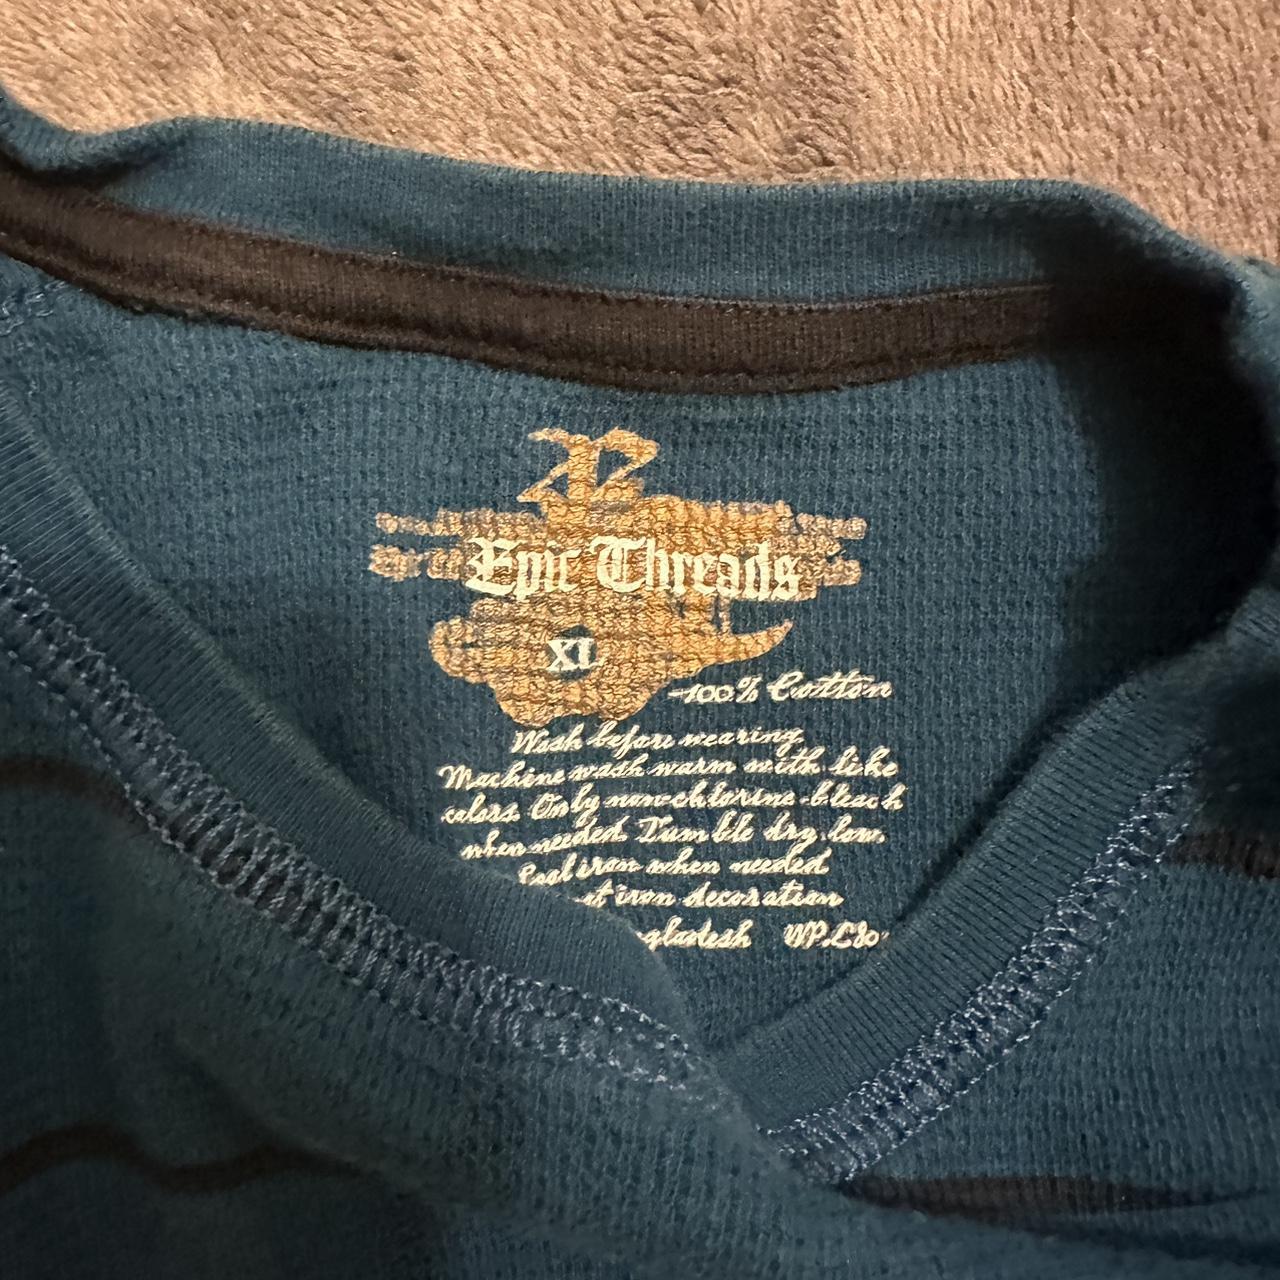 Epic Threads
XL
100% Cotton
Wash before wearing
Machine wash warm with like
colors. Only non-chlorine bleach
when needed. Tumble dry low.
Cool iron when needed
iron decoration